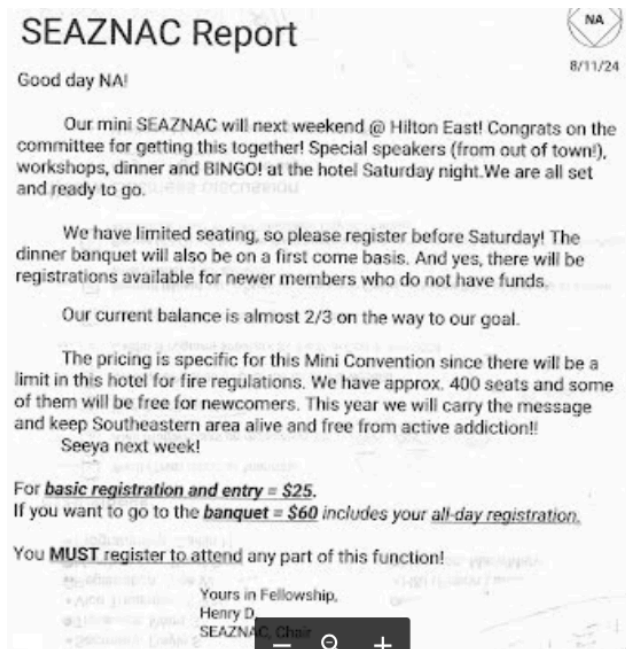 SEAZNAC Report
NA
8/11/24
Good day NA!
Our mini SEAZNAC will next weekend @ Hilton East! Congrats on the
committee for getting this together! Special speakers (from out of town!),
workshops, dinner and BINGO! at the hotel Saturday night.We are all set
and ready to go.
We have limited seating, so please register before Saturday! The
dinner banquet will also be on a first come basis. And yes, there will be
registrations available for newer members who do not have funds.
Our current balance is almost 2/3 on the way to our goal.
The pricing is specific for this Mini Convention since there will be a
limit in this hotel for fire regulations. We have approx. 400 seats and some
of them will be free for newcomers. This year we will carry the message
and keep Southeastern area alive and free from active addiction!!
Seeya next week!
For basic registration and entry = $25.
If you want to go to the banquet = $60 includes your all-day registration.
You MUST register to attend any part of this function!
Yours in Fellowship,
Henry D.
SEAZNAC, Chair